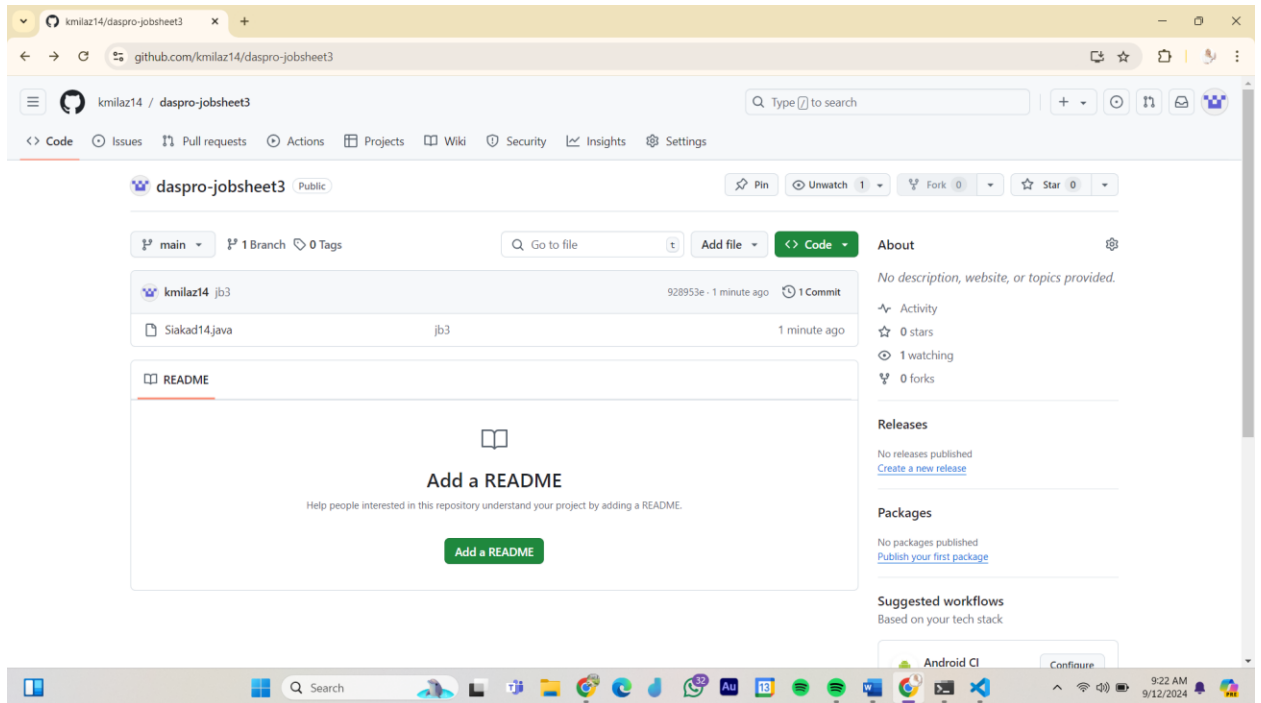 kmilaz14/daspro-jobsheet3
github.com/kmilaz14/daspro-jobsheet3
kmilaz14 / daspro-jobsheet3
Type / to search
Code Issues Pull requests Actions Projects Wiki Security Insights Settings
daspro-jobsheet3 Public
Pin Unwatch 1 Fork 0 Star 0
main 1 Branch 0 Tags Go to file t Add file Code
kmilaz14 jb3 928953e · 1 minute ago 1 Commit
Siakad14.java jb3 1 minute ago
README
Add a README
Help people interested in this repository understand your project by adding a README.
Add a README
About
No description, website, or topics provided.
Activity
0 stars
1 watching
0 forks
Releases
No releases published
Create a new release
Packages
No packages published
Publish your first package
Suggested workflows
Based on your tech stack
Android CI Configure
Search Au 32 13 9:22 AM
9/12/2024
PRE